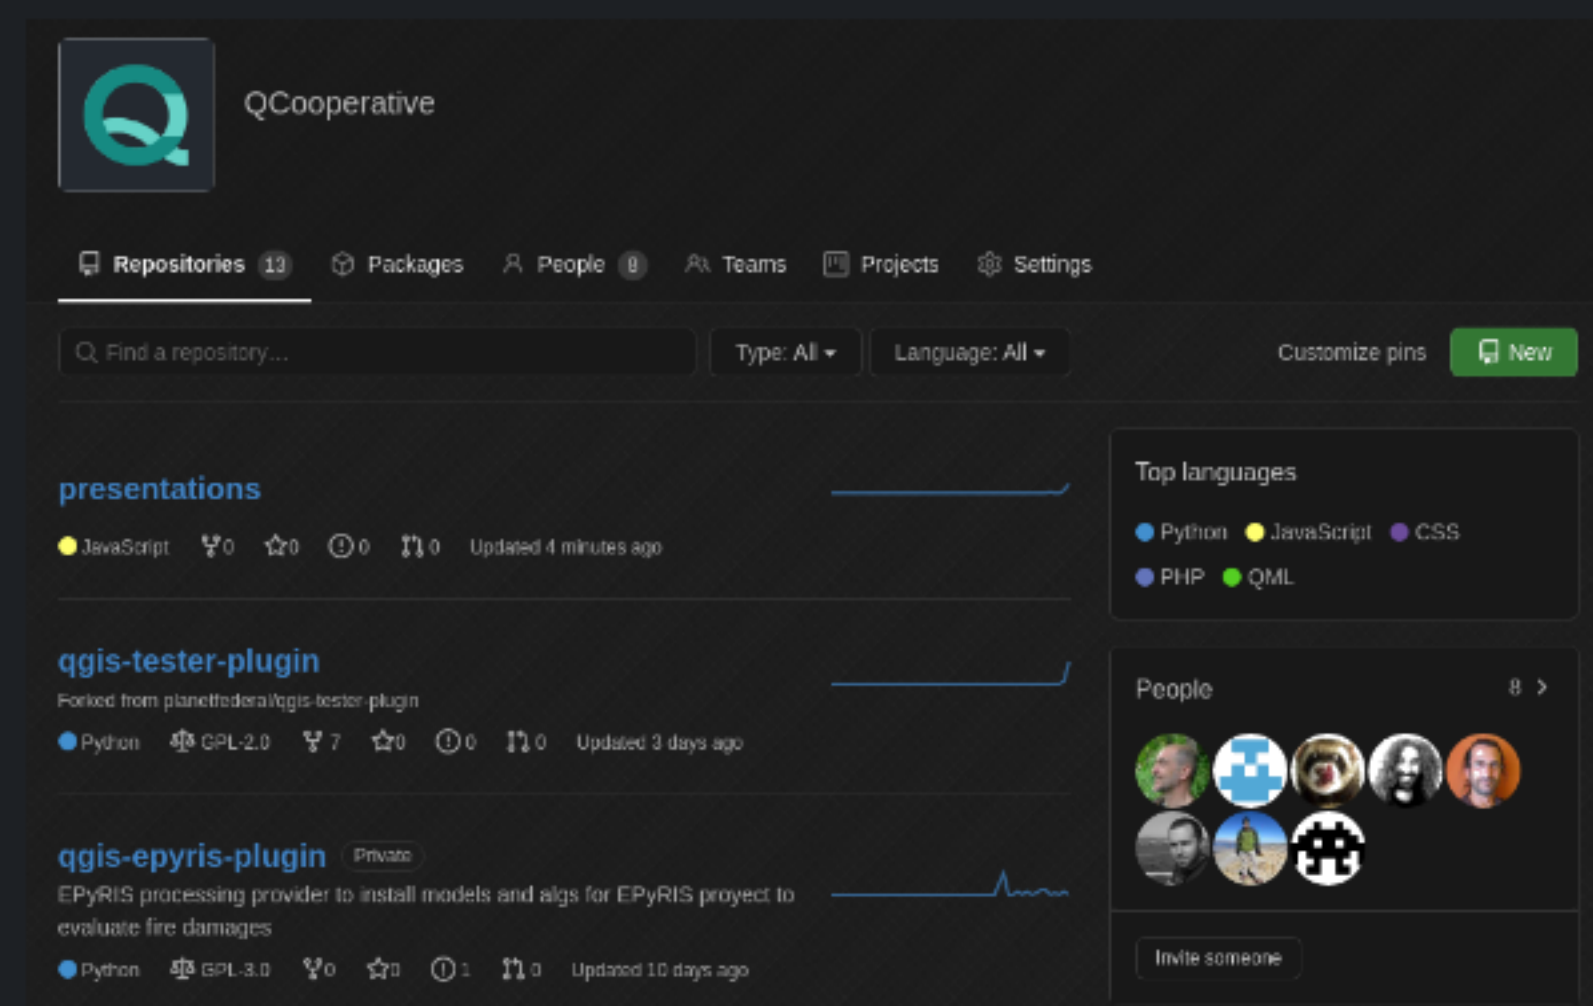 QCooperative
Repositories 13 Packages People 8 Teams Projects Settings
Find a repository... Type: All Language: All Customize pins New
presentations
JavaScript 0 0 0 0 Updated 4 minutes ago
qgis-tester-plugin
Forked from planetfederal/qgis-tester-plugin
Python GPL-2.0 7 0 0 0 Updated 3 days ago
qgis-epyris-plugin Private
EPyRIS processing provider to install models and algs for EPyRIS proyect to
evaluate fire damages
Python GPL-3.0 0 0 1 0 Updated 10 days ago
Top languages
Python JavaScript CSS
PHP QML
People 8
Invite someone